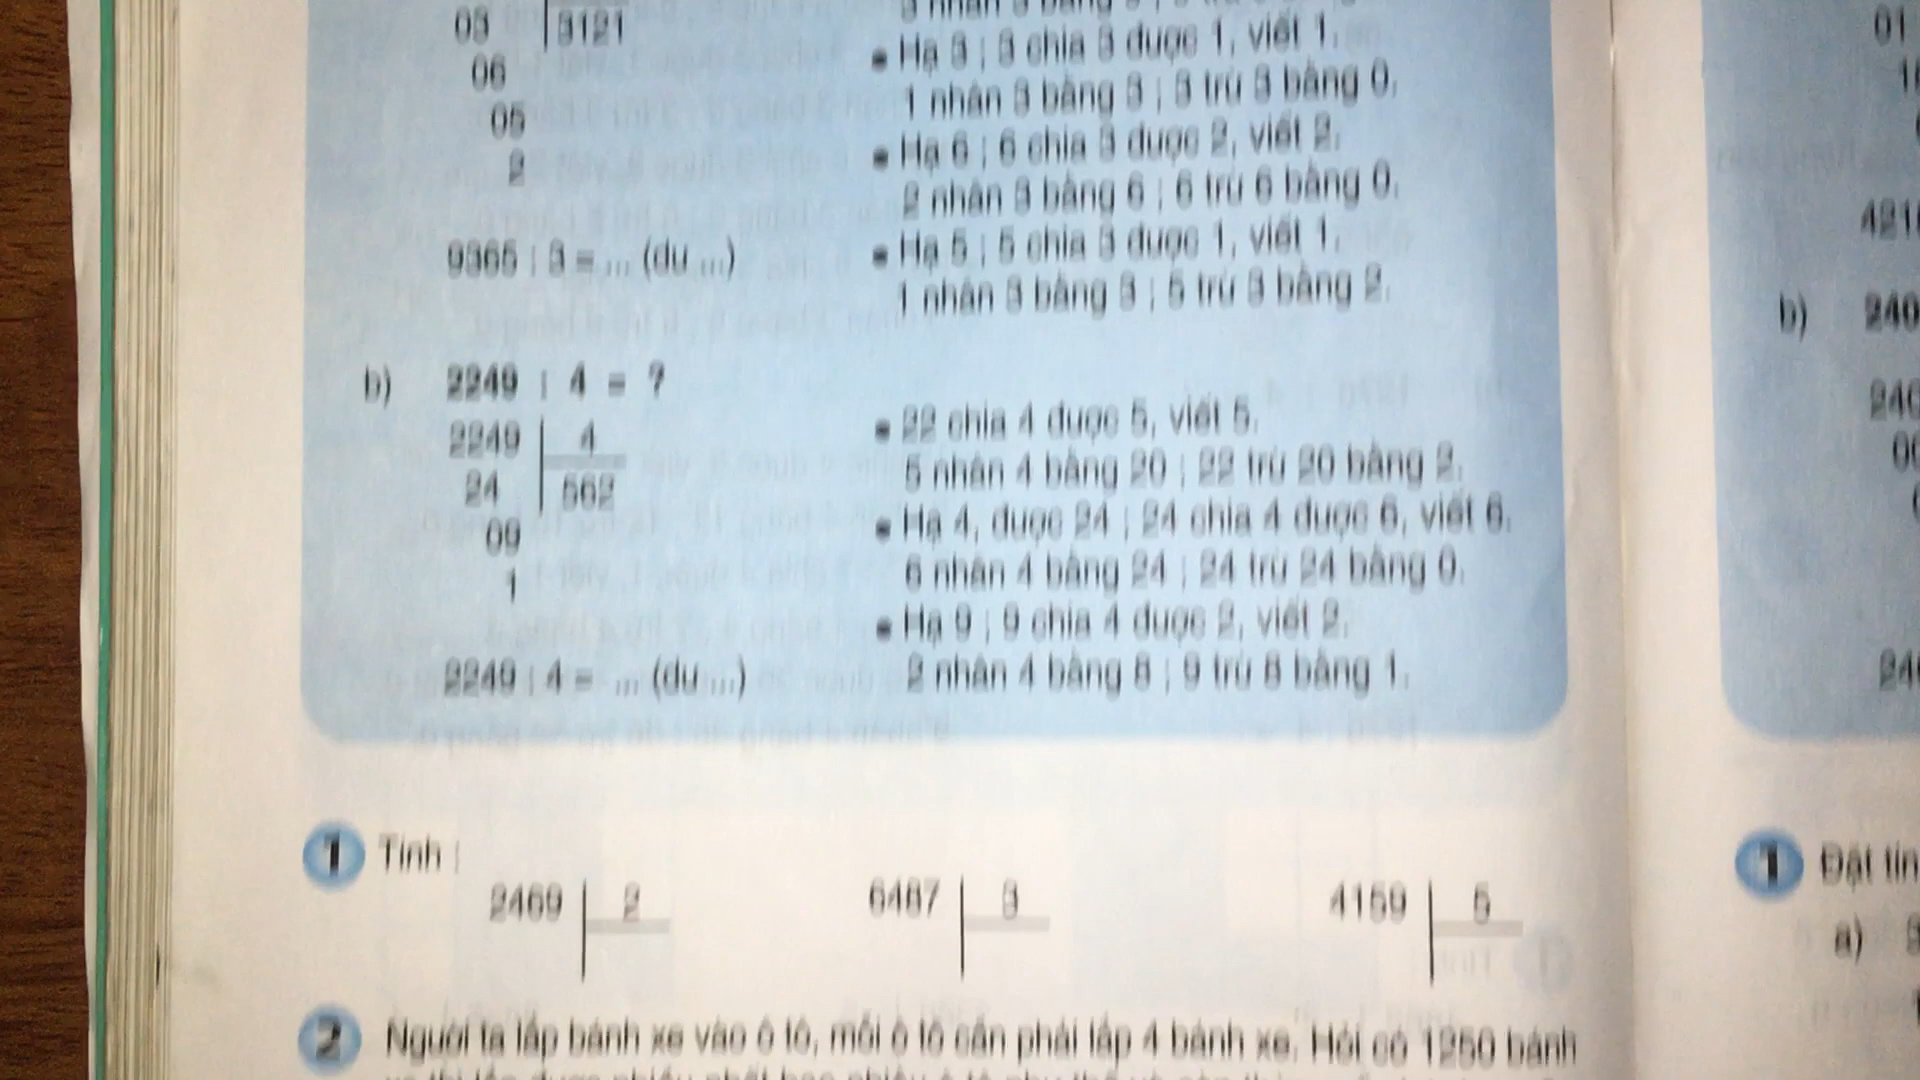 03 3121
06
05
2
9365 : 3 = ... (dư ...)
• Hạ 3 ; 3 chia 3 được 1, viết 1.
1 nhân 3 bằng 3 ; 3 trừ 3 bằng 0.
• Hạ 6 ; 6 chia 3 được 2, viết 2.
2 nhân 3 bằng 6 ; 6 trừ 6 bằng 0.
• Hạ 5 ; 5 chia 3 được 1, viết 1.
1 nhân 3 bằng 3 ; 5 trừ 3 bằng 2.
b) 2249 : 4 = ?
2249 4
24 562
09
1
2249 : 4 = ... (dư ...)
• 22 chia 4 được 5, viết 5.
5 nhân 4 bằng 20 ; 22 trừ 20 bằng 2.
• Hạ 4, được 24 ; 24 chia 4 được 6, viết 6.
6 nhân 4 bằng 24 ; 24 trừ 24 bằng 0.
• Hạ 9 ; 9 chia 4 được 2, viết 2.
2 nhân 4 bằng 8 ; 9 trừ 8 bằng 1.
1 Tính :
2469 2 6487 3 4159 5
2 Người ta lắp bánh xe vào ô tô, mỗi ô tô cần phải lắp 4 bánh xe. Hỏi có 1250 bánh
01
421
b) 240
240
00
24
1 Đặt
a)